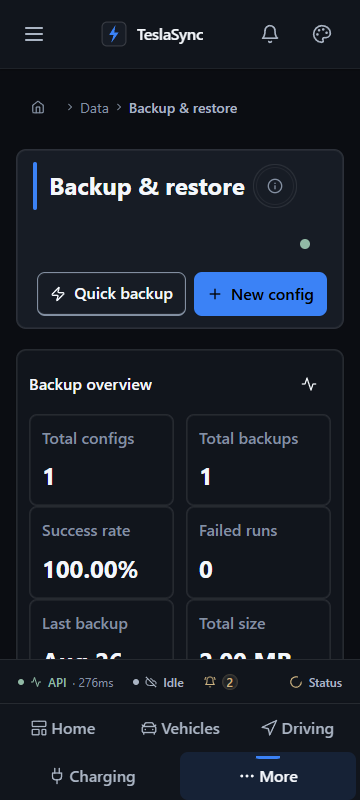 TeslaSync
Data
Backup & restore
Backup & restore
Quick backup
New config
Backup overview
Total configs
Total backups
1
1
Success rate
Failed runs
100.00%
0
Last backup
Total size
API · 276ms
Idle
2
Status
Home
Vehicles
Driving
Charging
More